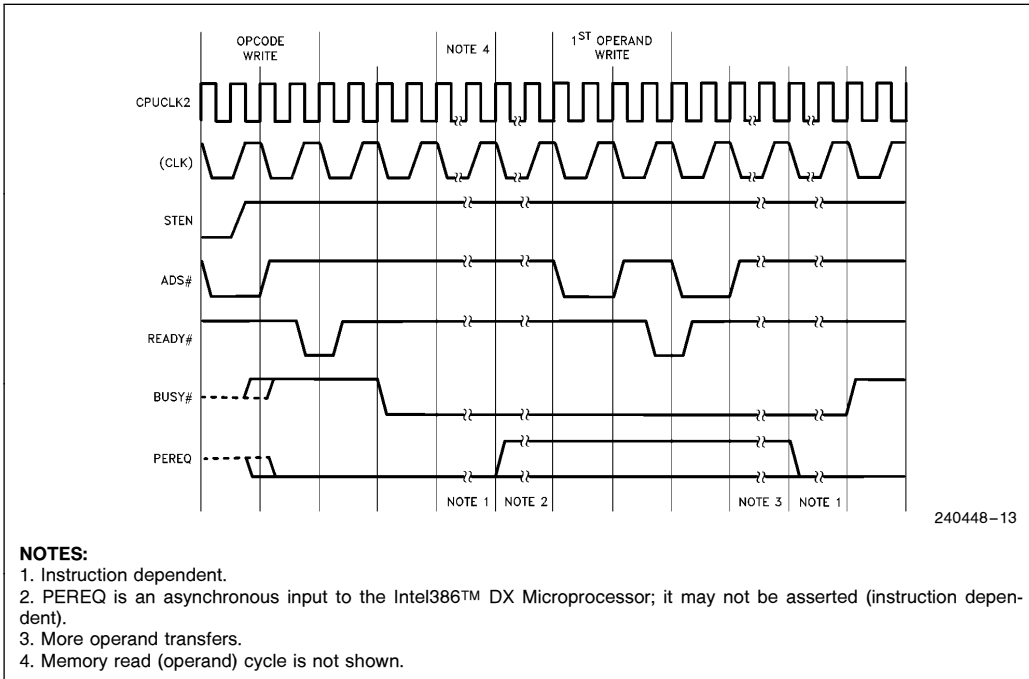 OPCODE
WRITE
NOTE 4
1ST OPERAND
WRITE
CPUCLK2
(CLK)
STEN
ADS#
READY#
BUSY#
PEREQ
NOTE 1 NOTE 2 NOTE 3 NOTE 1
240448–13
NOTES:
1. Instruction dependent.
2. PEREQ is an asynchronous input to the Intel386™ DX Microprocessor; it may not be asserted (instruction depen-
dent).
3. More operand transfers.
4. Memory read (operand) cycle is not shown.